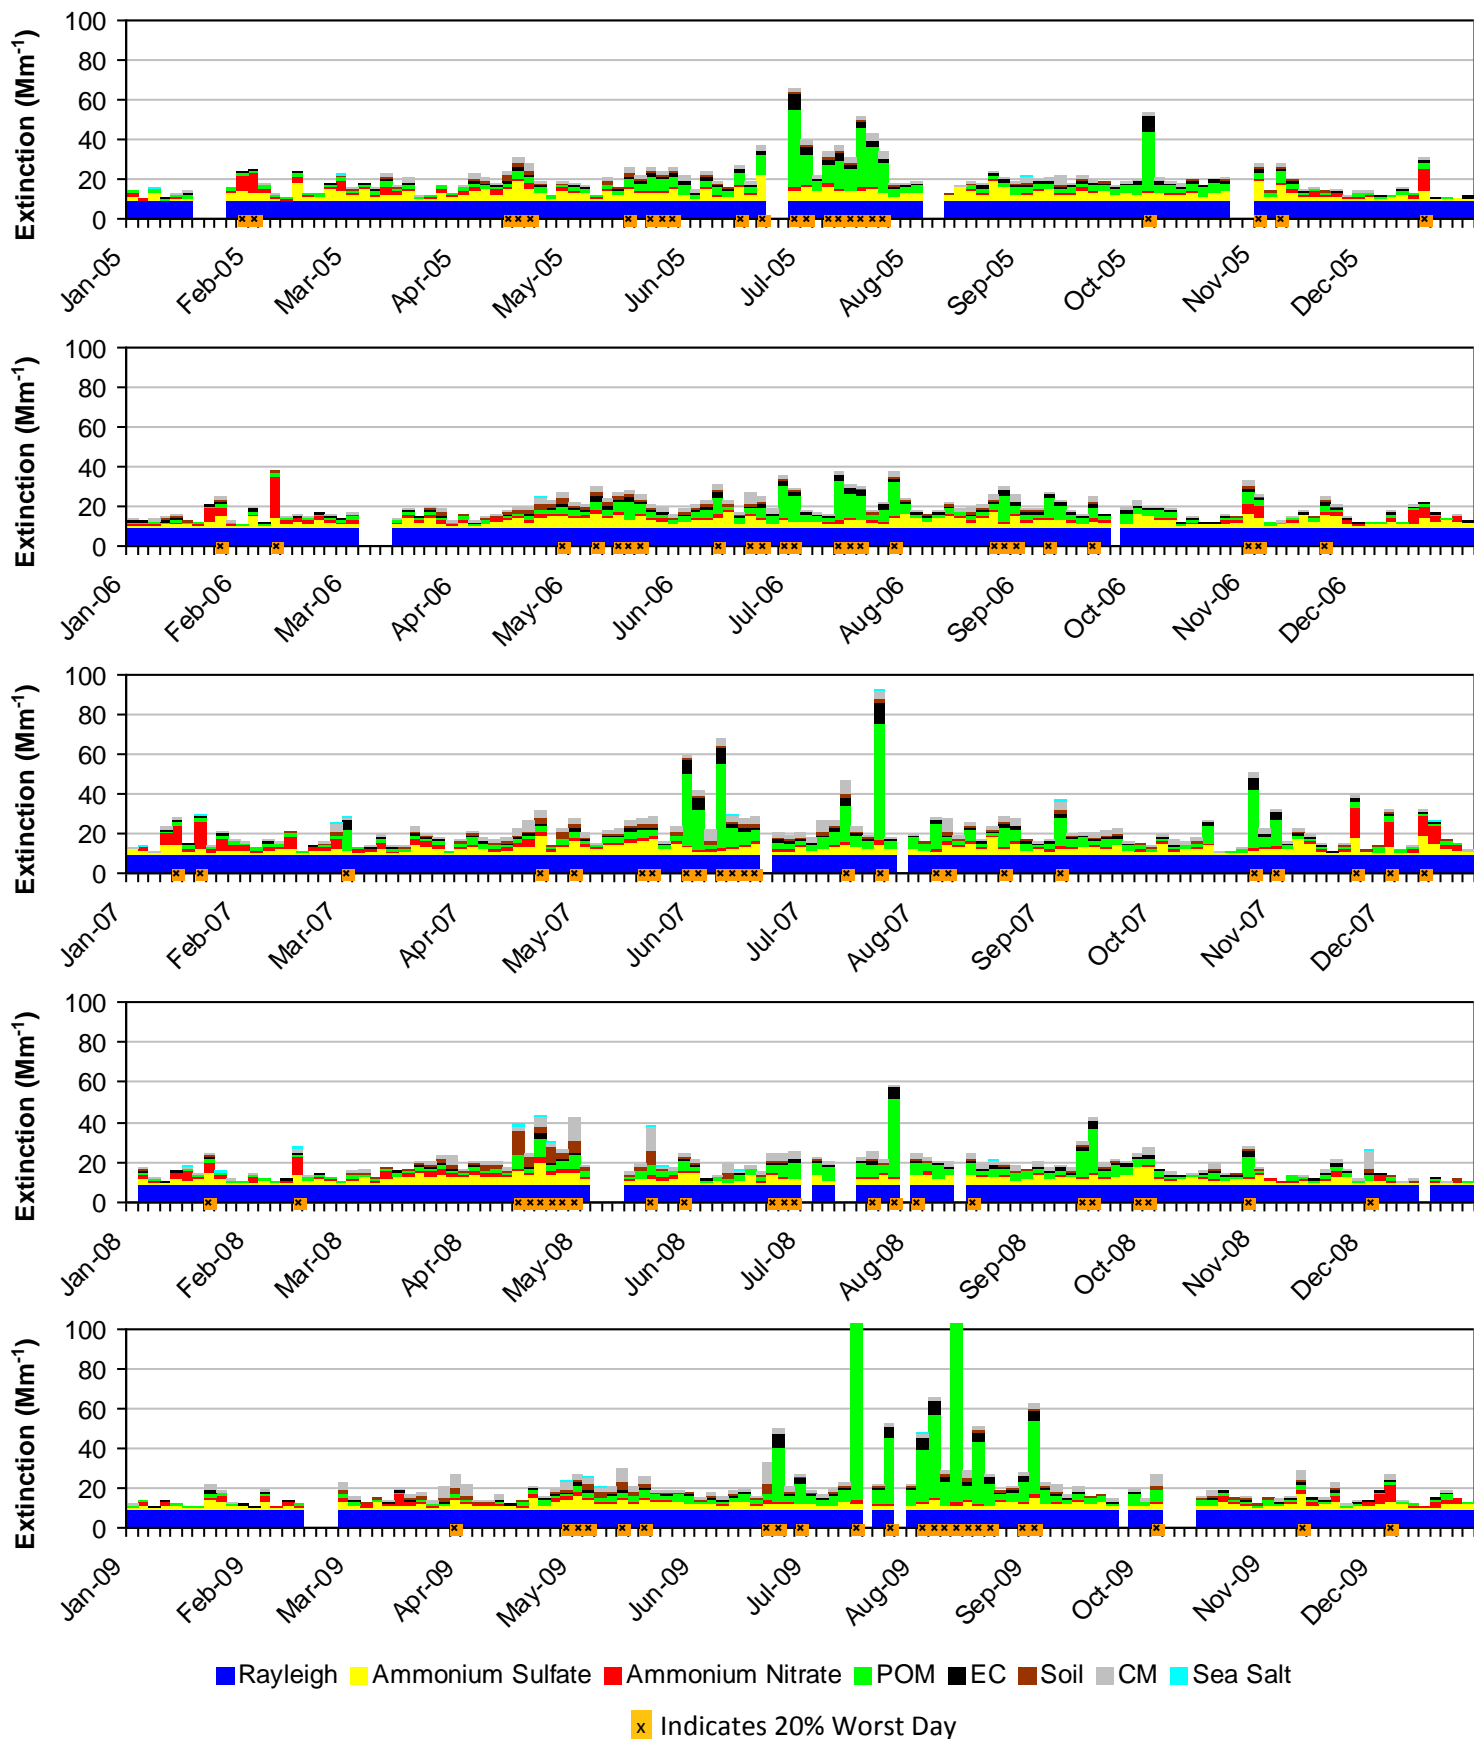 Extinction (Mm-1)
100
80
60
40
20
0
Jan-05 Feb-05 Mar-05 Apr-05 May-05 Jun-05 Jul-05 Aug-05 Sep-05 Oct-05 Nov-05 Dec-05
Extinction (Mm-1)
100
80
60
40
20
0
Jan-06 Feb-06 Mar-06 Apr-06 May-06 Jun-06 Jul-06 Aug-06 Sep-06 Oct-06 Nov-06 Dec-06
Extinction (Mm-1)
100
80
60
40
20
0
Jan-07 Feb-07 Mar-07 Apr-07 May-07 Jun-07 Jul-07 Aug-07 Sep-07 Oct-07 Nov-07 Dec-07
Extinction (Mm-1)
100
80
60
40
20
0
Jan-08 Feb-08 Mar-08 Apr-08 May-08 Jun-08 Jul-08 Aug-08 Sep-08 Oct-08 Nov-08 Dec-08
Extinction (Mm-1)
100
80
60
40
20
0
Jan-09 Feb-09 Mar-09 Apr-09 May-09 Jun-09 Jul-09 Aug-09 Sep-09 Oct-09 Nov-09 Dec-09
Rayleigh Ammonium Sulfate Ammonium Nitrate POM EC Soil CM Sea Salt
x Indicates 20% Worst Day